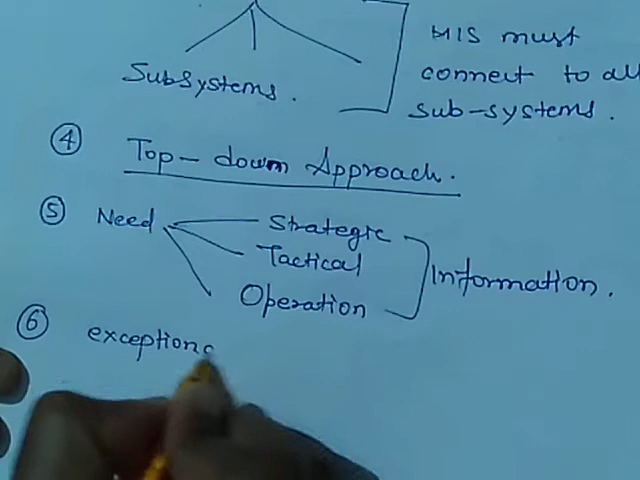 MIS must
Subsystems.
connect to all
sub-systems.
④ Top-down Approach.
⑤ Need Strategic
Tactical
Operation
Information.
⑥ exception